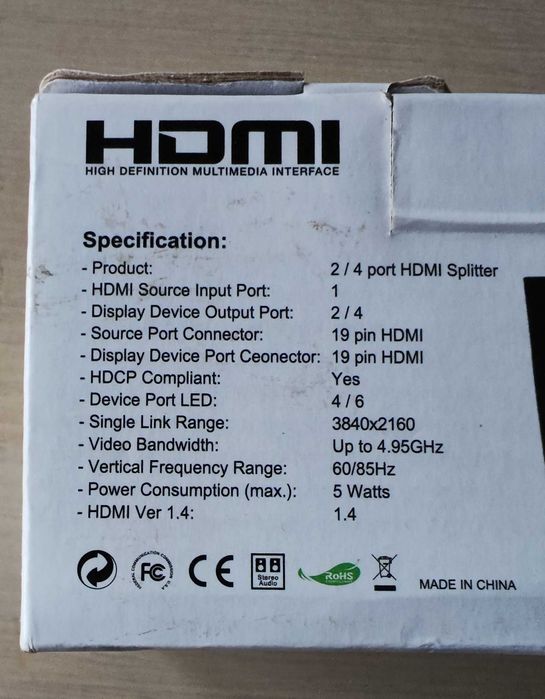 HDMI
HIGH DEFINITION MULTIMEDIA INTERFACE
Specification:
- Product: 2 / 4 port HDMI Splitter
- HDMI Source Input Port: 1
- Display Device Output Port: 2 / 4
- Source Port Connector: 19 pin HDMI
- Display Device Port Ceonector: 19 pin HDMI
- HDCP Compliant: Yes
- Device Port LED: 4 / 6
- Single Link Range: 3840x2160
- Video Bandwidth: Up to 4.95GHz
- Vertical Frequency Range: 60/85Hz
- Power Consumption (max.): 5 Watts
- HDMI Ver 1.4: 1.4
FC CE Stereo Audio RoHS MADE IN CHINA